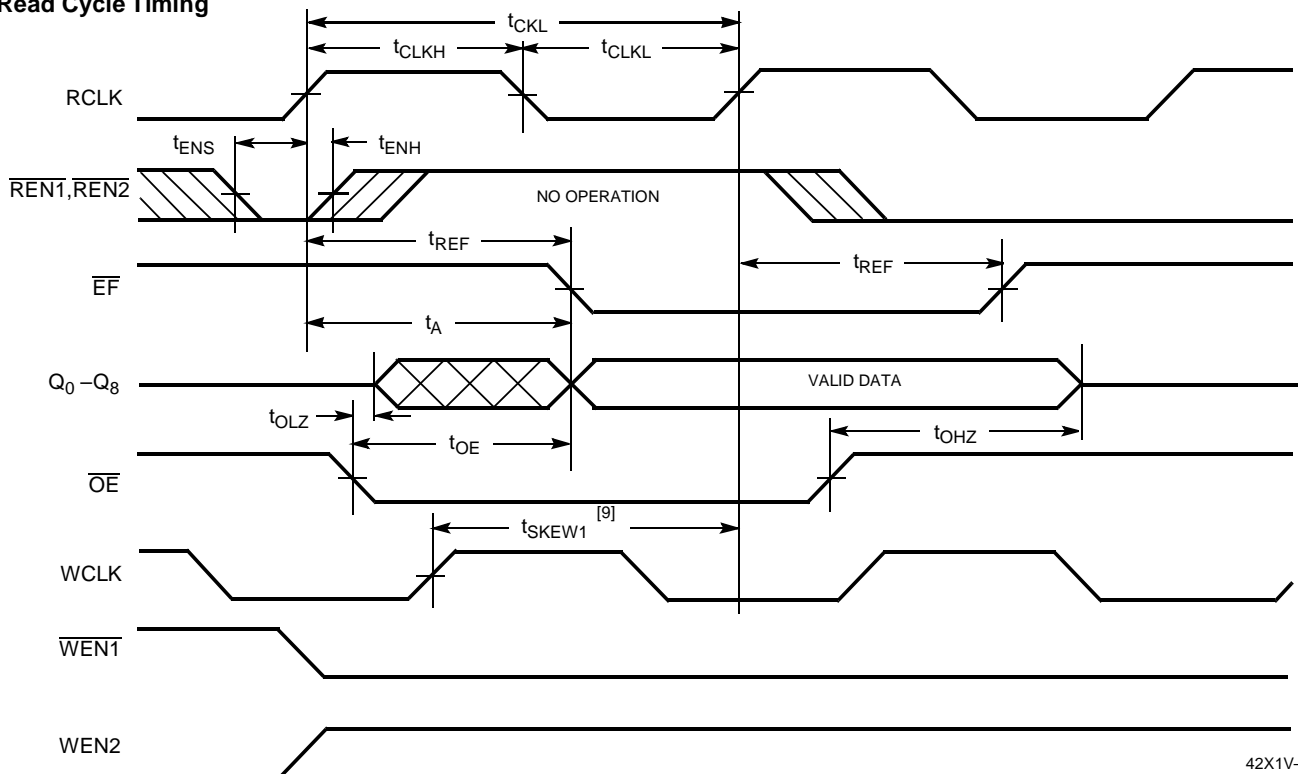 Read Cycle Timing
tCKL
tCLKH
tCLKL
RCLK
tENS
tENH
REN1,REN2
NO OPERATION
tREF
tREF
EF
tA
Q0 –Q8
VALID DATA
tOLZ
tOE
tOHZ
OE
tSKEW1 [9]
WCLK
WEN1
WEN2
42X1V–